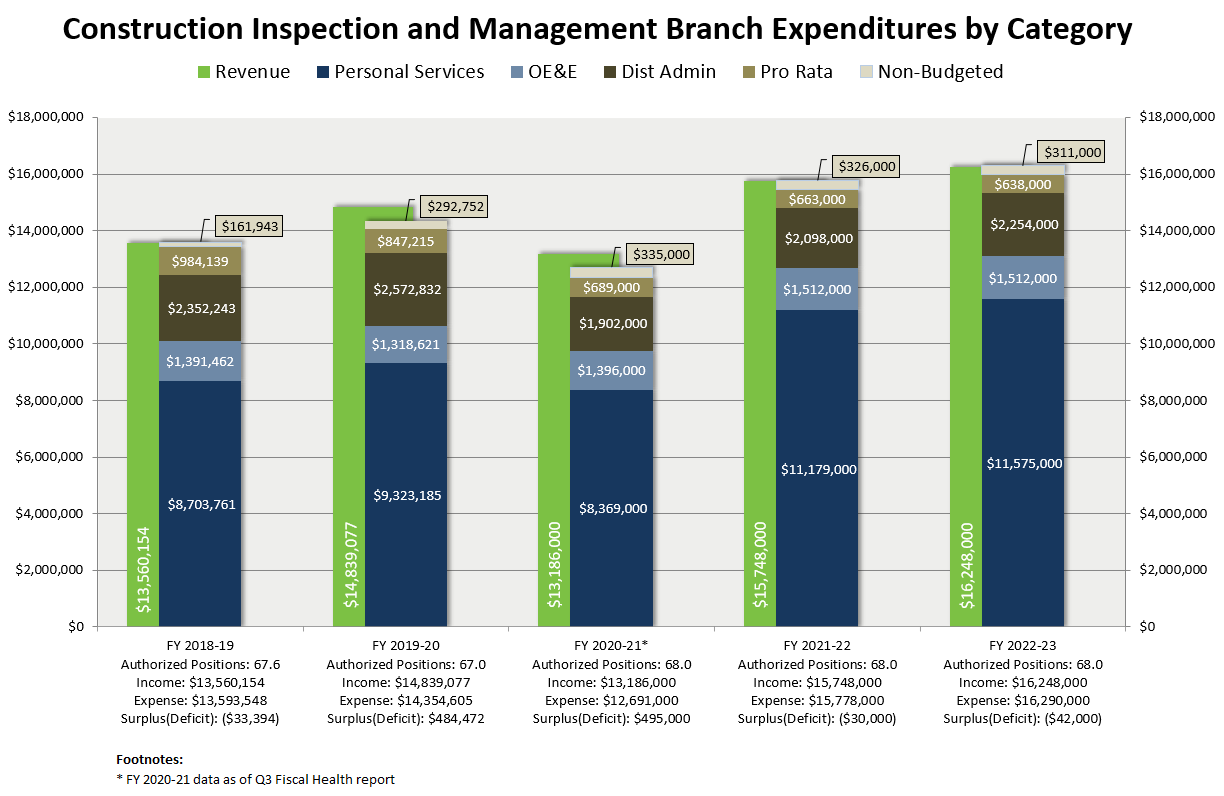 Construction Inspection and Management Branch Expenditures by Category
Revenue Personal Services OE&E Dist Admin Pro Rata Non-Budgeted
$18,000,000 $18,000,000
$16,000,000 $16,000,000
$14,000,000 $14,000,000
$12,000,000 $12,000,000
$10,000,000 $10,000,000
$8,000,000 $8,000,000
$6,000,000 $6,000,000
$4,000,000 $4,000,000
$2,000,000 $2,000,000
$0 $0
$161,943
$984,139
$2,352,243
$1,391,462
$8,703,761
$13,560,154
$292,752
$847,215
$2,572,832
$1,318,621
$9,323,185
$14,839,077
$335,000
$689,000
$1,902,000
$1,396,000
$8,369,000
$13,186,000
$326,000
$663,000
$2,098,000
$1,512,000
$11,179,000
$15,748,000
$311,000
$638,000
$2,254,000
$1,512,000
$11,575,000
$16,248,000
FY 2018-19
Authorized Positions: 67.6
Income: $13,560,154
Expense: $13,593,548
Surplus(Deficit): ($33,394)
FY 2019-20
Authorized Positions: 67.0
Income: $14,839,077
Expense: $14,354,605
Surplus(Deficit): $484,472
FY 2020-21*
Authorized Positions: 68.0
Income: $13,186,000
Expense: $12,691,000
Surplus(Deficit): $495,000
FY 2021-22
Authorized Positions: 68.0
Income: $15,748,000
Expense: $15,778,000
Surplus(Deficit): ($30,000)
FY 2022-23
Authorized Positions: 68.0
Income: $16,248,000
Expense: $16,290,000
Surplus(Deficit): ($42,000)
Footnotes:
* FY 2020-21 data as of Q3 Fiscal Health report